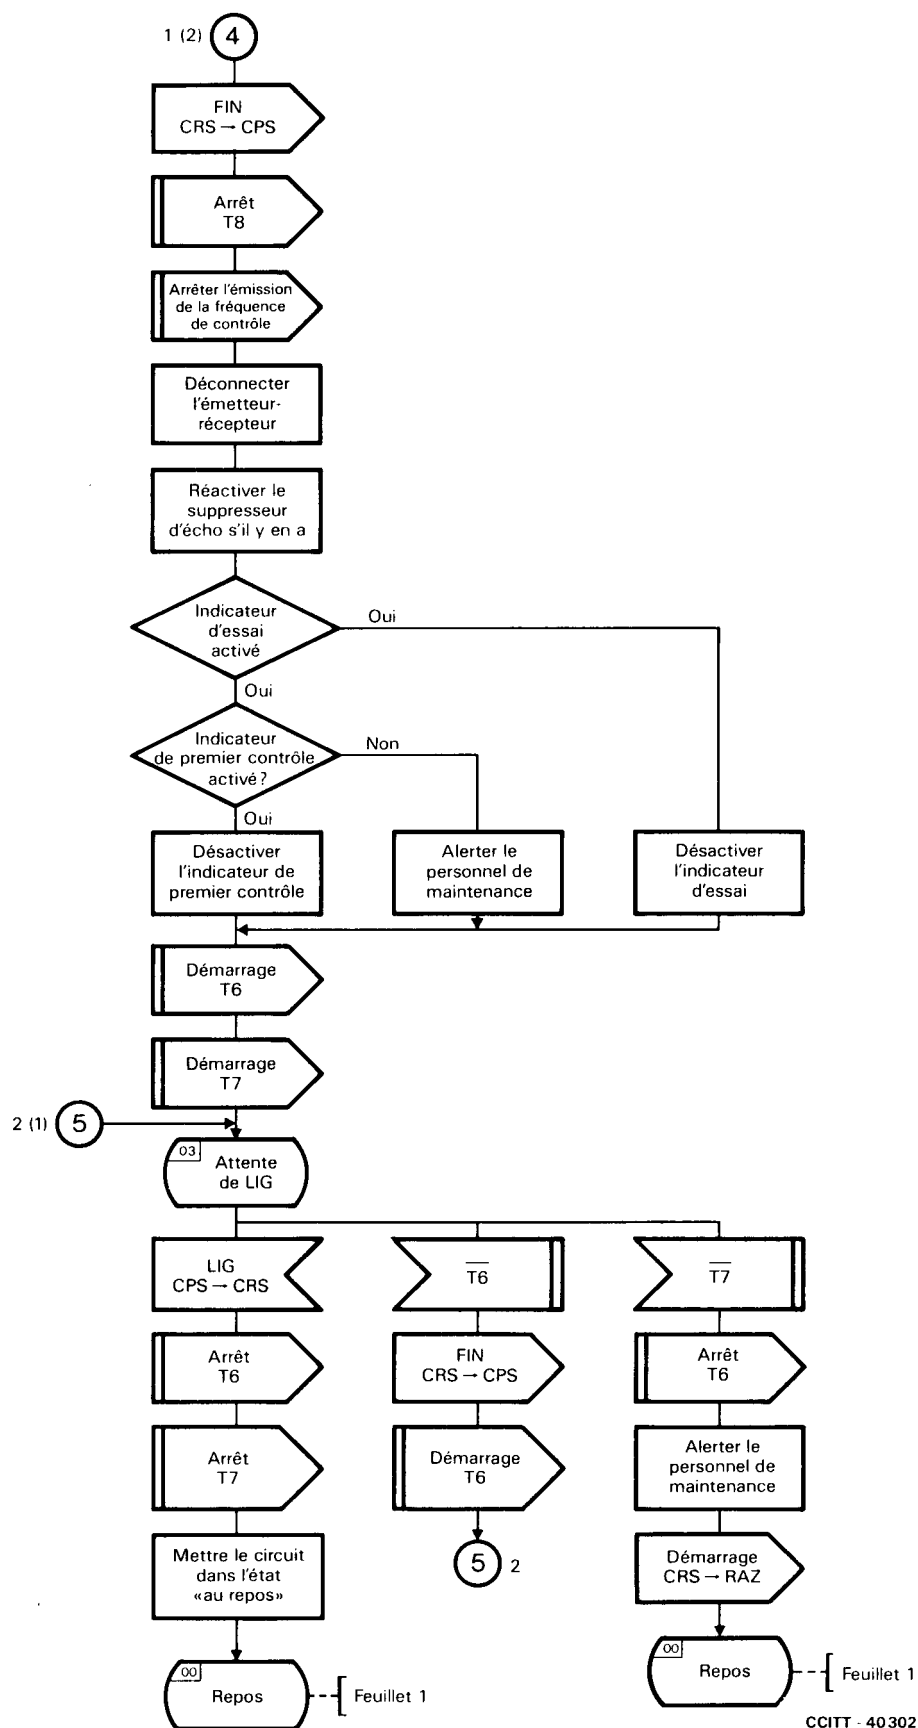 1 (2) 4
FIN
CRS → CPS
Arrêt
T8
Arrêter l'émission
de la fréquence
de contrôle
Déconnecter
l'émetteur-
récepteur
Réactiver le
suppresseur
d'écho s'il y en a
Indicateur
d'essai
activé
Oui
Oui
Indicateur
de premier contrôle
activé?
Non
Oui
Désactiver
l'indicateur de
premier contrôle
Alerter le
personnel de
maintenance
Désactiver
l'indicateur
d'essai
Démarrage
T6
Démarrage
T7
2 (1) 5
03
Attente
de LIG
LIG
CPS → CRS
T6
T7
Arrêt
T6
FIN
CRS → CPS
Arrêt
T6
Arrêt
T7
Démarrage
T6
Alerter le
personnel de
maintenance
Mettre le circuit
dans l'état
«au repos»
5 2
Démarrage
CRS → RAZ
00
Repos
Feuillet 1
00
Repos
Feuillet 1
CCITT - 40302